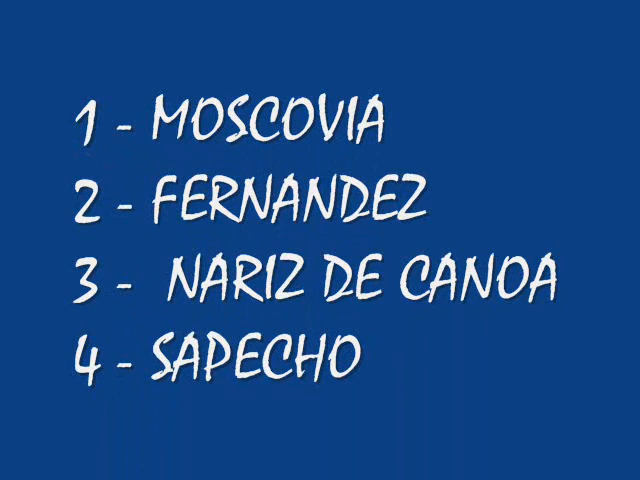 1 - MOSCOVIA
2 - FERNANDEZ
3 - NARIZ DE CANOA
4 - SAPECHO